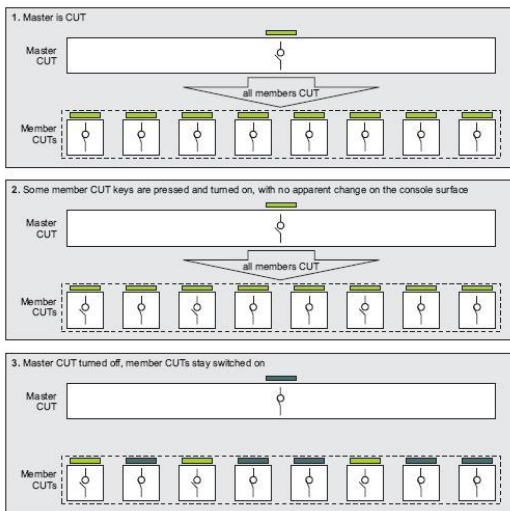 1. Master is CUT
Master
CUT
all members CUT
Member
CUTs
2. Some member CUT keys are pressed and turned on, with no apparent change on the console surface
Master
CUT
all members CUT
Member
CUTs
3. Master CUT turned off, member CUTs stay switched on
Master
CUT
Member
CUTs